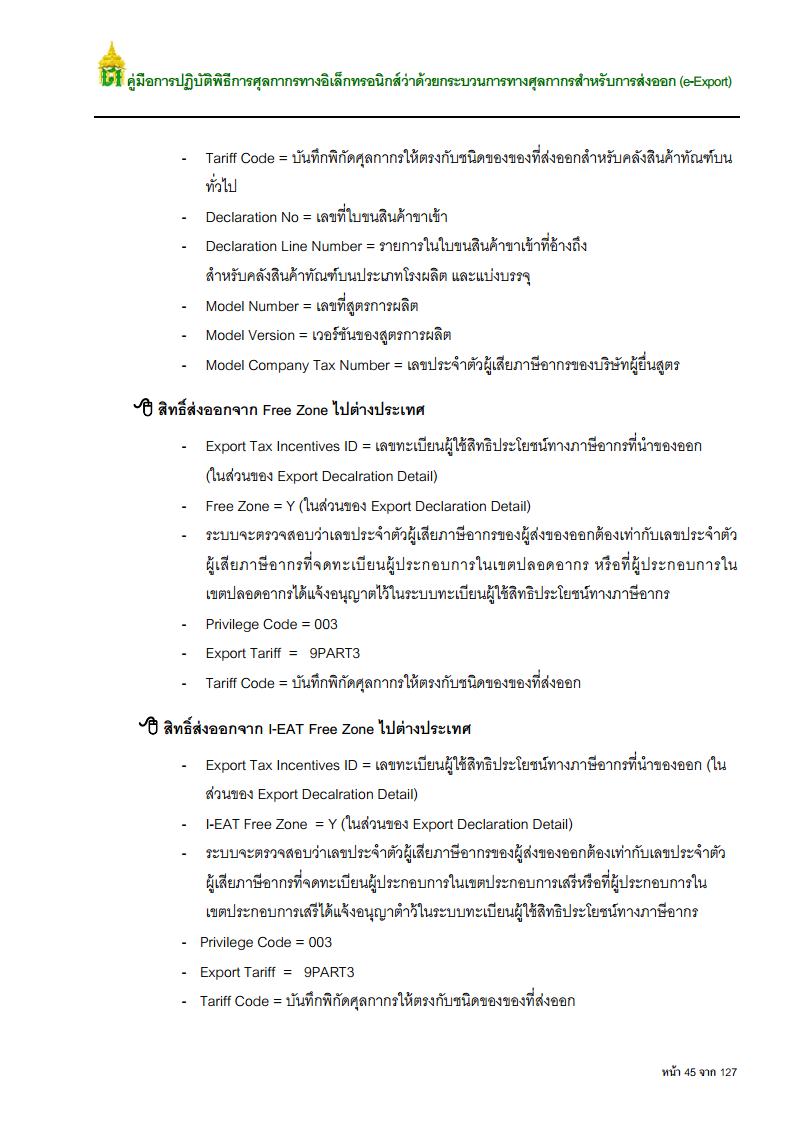 คู่มือการปฏิบัติพิธีการศุลกากรทางอิเล็กทรอนิกส์ว่าด้วยกระบวนการทางศุลกากรสำหรับการส่งออก (e-Export)
- Tariff Code = บันทึกพิกัดศุลกากรให้ตรงกับชนิดของของที่ส่งออกสำหรับคลังสินค้าทัณฑ์บน
ทั่วไป
- Declaration No = เลขที่ใบขนสินค้าขาเข้า
- Declaration Line Number = รายการในใบขนสินค้าขาเข้าที่อ้างถึง
สำหรับคลังสินค้าทัณฑ์บนประเภทโรงผลิต และแบ่งบรรจุ
- Model Number = เลขที่สูตรการผลิต
- Model Version = เวอร์ชันของสูตรการผลิต
- Model Company Tax Number = เลขประจำตัวผู้เสียภาษีอากรของบริษัทผู้ยื่นสูตร
สิทธิ์ส่งออกจาก Free Zone ไปต่างประเทศ
- Export Tax Incentives ID = เลขทะเบียนผู้ใช้สิทธิประโยชน์ทางภาษีอากรที่นำของออก
(ในส่วนของ Export Decalration Detail)
- Free Zone = Y (ในส่วนของ Export Declaration Detail)
- ระบบจะตรวจสอบว่าเลขประจำตัวผู้เสียภาษีอากรของผู้ส่งของออกต้องเท่ากับเลขประจำตัว
ผู้เสียภาษีอากรที่จดทะเบียนผู้ประกอบการในเขตปลอดอากร หรือที่ผู้ประกอบการใน
เขตปลอดอากรได้แจ้งอนุญาตไว้ในระบบทะเบียนผู้ใช้สิทธิประโยชน์ทางภาษีอากร
- Privilege Code = 003
- Export Tariff = 9PART3
- Tariff Code = บันทึกพิกัดศุลกากรให้ตรงกับชนิดของของที่ส่งออก
สิทธิ์ส่งออกจาก I-EAT Free Zone ไปต่างประเทศ
- Export Tax Incentives ID = เลขทะเบียนผู้ใช้สิทธิประโยชน์ทางภาษีอากรที่นำของออก (ใน
ส่วนของ Export Decalration Detail)
- I-EAT Free Zone = Y (ในส่วนของ Export Declaration Detail)
- ระบบจะตรวจสอบว่าเลขประจำตัวผู้เสียภาษีอากรของผู้ส่งของออกต้องเท่ากับเลขประจำตัว
ผู้เสียภาษีอากรที่จดทะเบียนผู้ประกอบการในเขตประกอบการเสรีหรือที่ผู้ประกอบการใน
เขตประกอบการเสรีได้แจ้งอนุญาตำว้ในระบบทะเบียนผู้ใช้สิทธิประโยชน์ทางภาษีอากร
- Privilege Code = 003
- Export Tariff = 9PART3
- Tariff Code = บันทึกพิกัดศุลกากรให้ตรงกับชนิดของของที่ส่งออก
หน้า 45 จาก 127